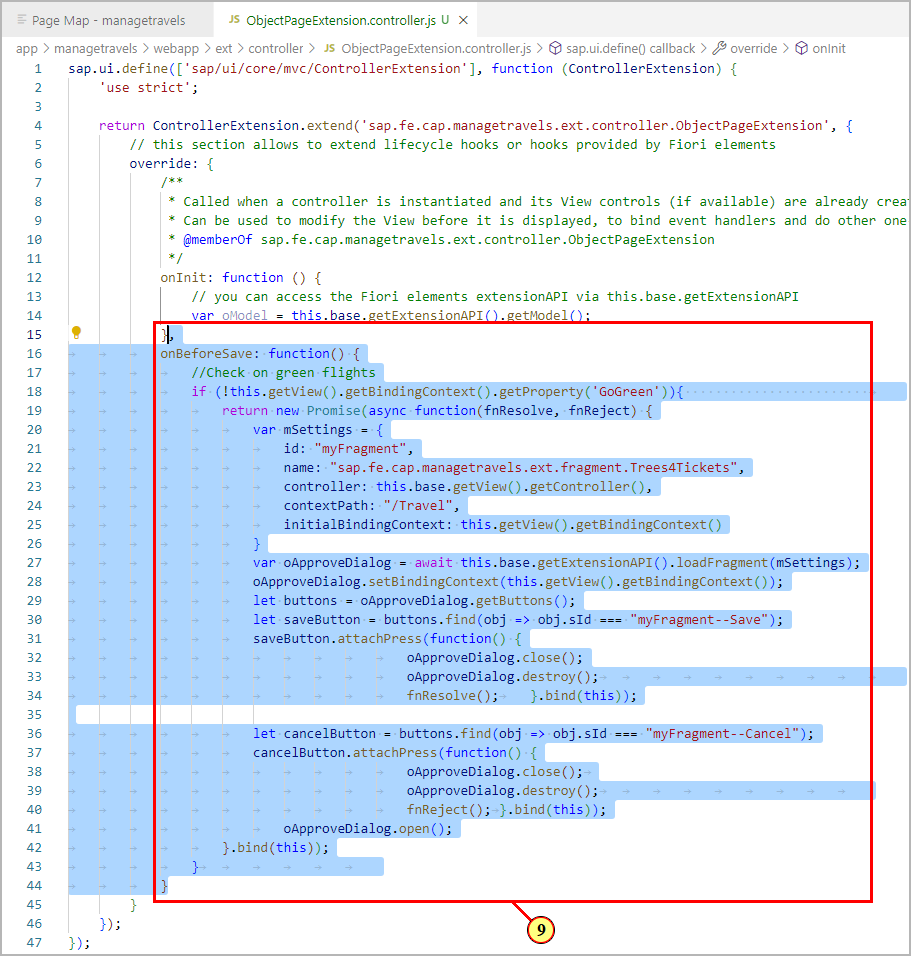 Page Map - managetravels
JS ObjectPageExtension.controller.js U ×
app > managetravels > webapp > ext > controller > JS ObjectPageExtension.controller.js > sap.ui.define() callback > override > onInit
1 sap.ui.define(['sap/ui/core/mvc/ControllerExtension'], function (ControllerExtension) {
2 'use strict';
3
4 return ControllerExtension.extend('sap.fe.cap.managetravels.ext.controller.ObjectPageExtension', {
5 // this section allows to extend lifecycle hooks or hooks provided by Fiori elements
6 override: {
7 /**
8 * Called when a controller is instantiated and its View controls (if available) are already crea
9 * Can be used to modify the View before it is displayed, to bind event handlers and do other one
10 * @memberOf sap.fe.cap.managetravels.ext.controller.ObjectPageExtension
11 */
12 onInit: function () {
13 // you can access the Fiori elements extensionAPI via this.base.getExtensionAPI
14 var oModel = this.base.getExtensionAPI().getModel();
15 },
16 onBeforeSave: function() {
17 //Check on green flights
18 if (!this.getView().getBindingContext().getProperty('GoGreen')){
19 return new Promise(async function(fnResolve, fnReject) {
20 var mSettings = {
21 id: "myFragment",
22 name: "sap.fe.cap.managetravels.ext.fragment.Trees4Tickets",
23 controller: this.base.getView().getController(),
24 contextPath: "/Travel",
25 initialBindingContext: this.getView().getBindingContext()
26 }
27 var oApproveDialog = await this.base.getExtensionAPI().loadFragment(mSettings);
28 oApproveDialog.setBindingContext(this.getView().getBindingContext());
29 let buttons = oApproveDialog.getButtons();
30 let saveButton = buttons.find(obj => obj.sId === "myFragment--Save");
31 saveButton.attachPress(function() {
32 oApproveDialog.close();
33 oApproveDialog.destroy();
34 fnResolve(); }.bind(this));
35
36 let cancelButton = buttons.find(obj => obj.sId === "myFragment--Cancel");
37 cancelButton.attachPress(function() {
38 oApproveDialog.close();
39 oApproveDialog.destroy();
40 fnReject(); }.bind(this));
41 oApproveDialog.open();
42 }.bind(this));
43 }
44 }
45 }
46 });
47 });
9